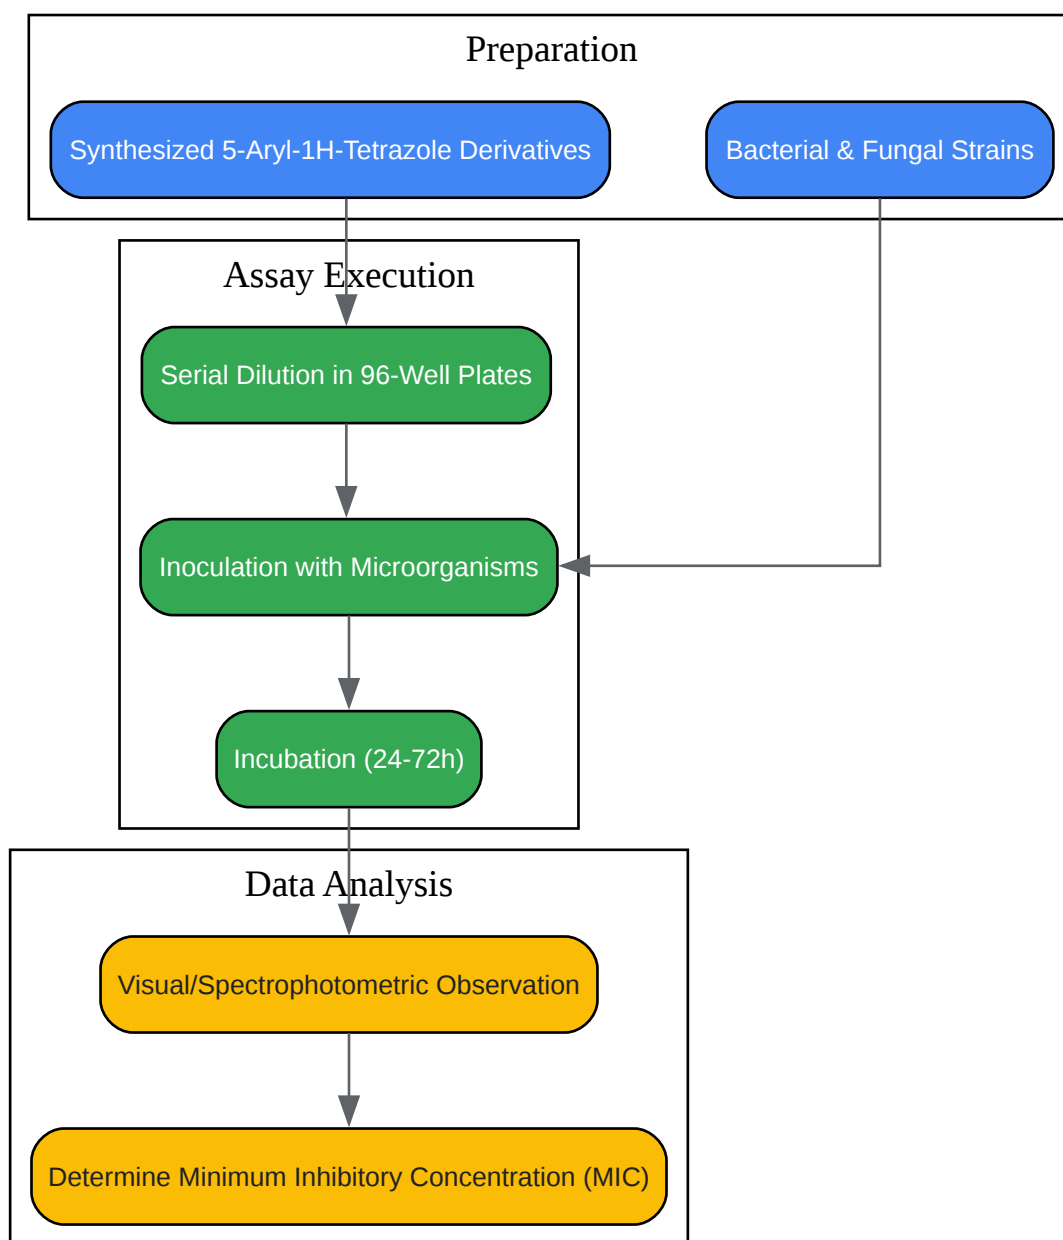 Preparation
Synthesized 5-Aryl-1H-Tetrazole Derivatives
Bacterial & Fungal Strains
Assay Execution
Serial Dilution in 96-Well Plates
Inoculation with Microorganisms
Incubation (24-72h)
Data Analysis
Visual/Spectrophotometric Observation
Determine Minimum Inhibitory Concentration (MIC)